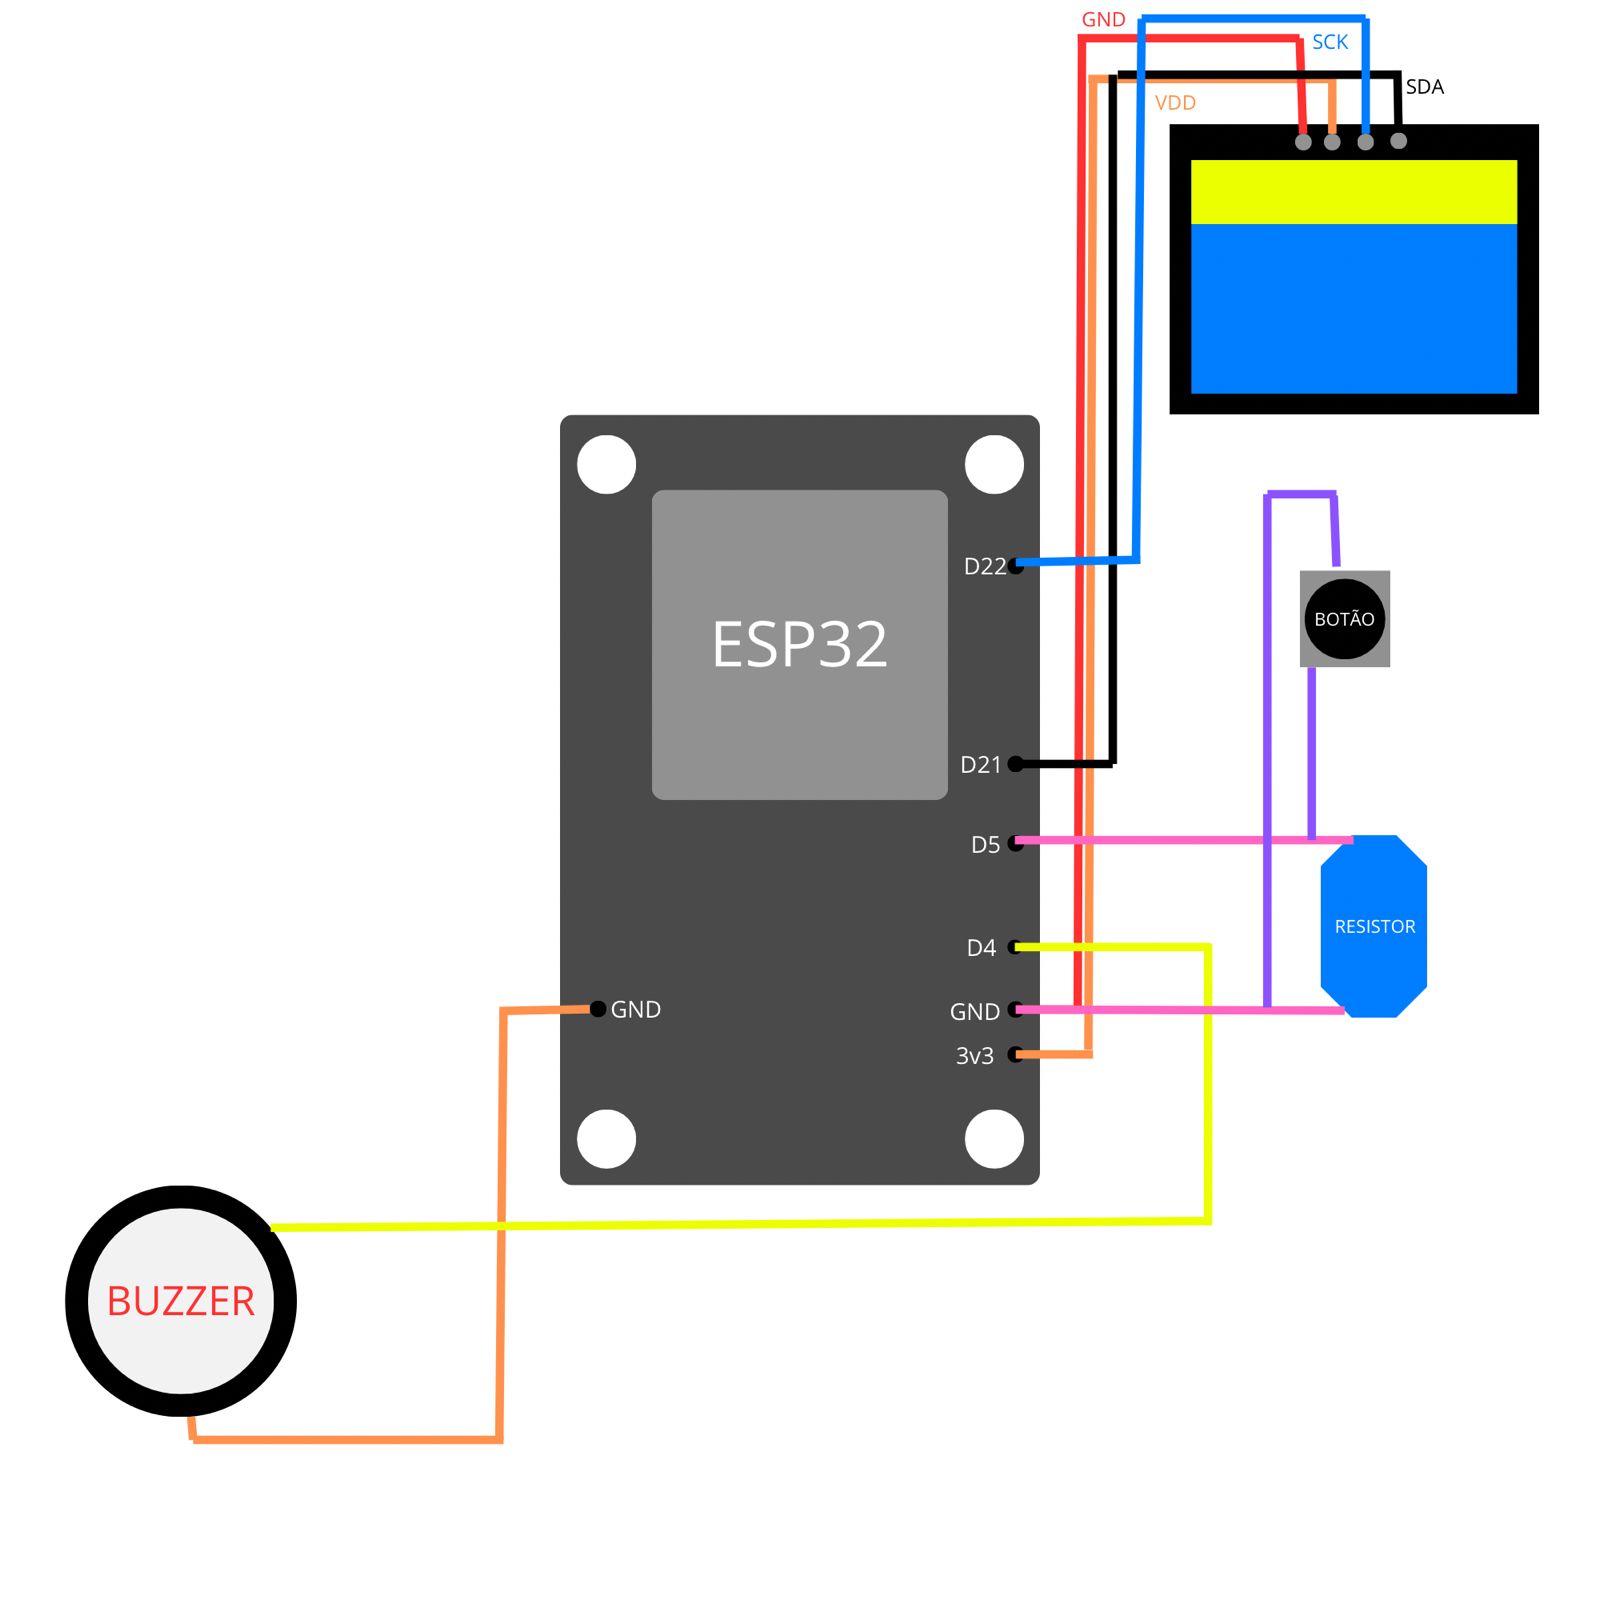 GND
SCK
SDA
VDD
D22
BOTÃO
ESP32
D21
D5
RESISTOR
D4
GND
GND
3v3
BUZZER